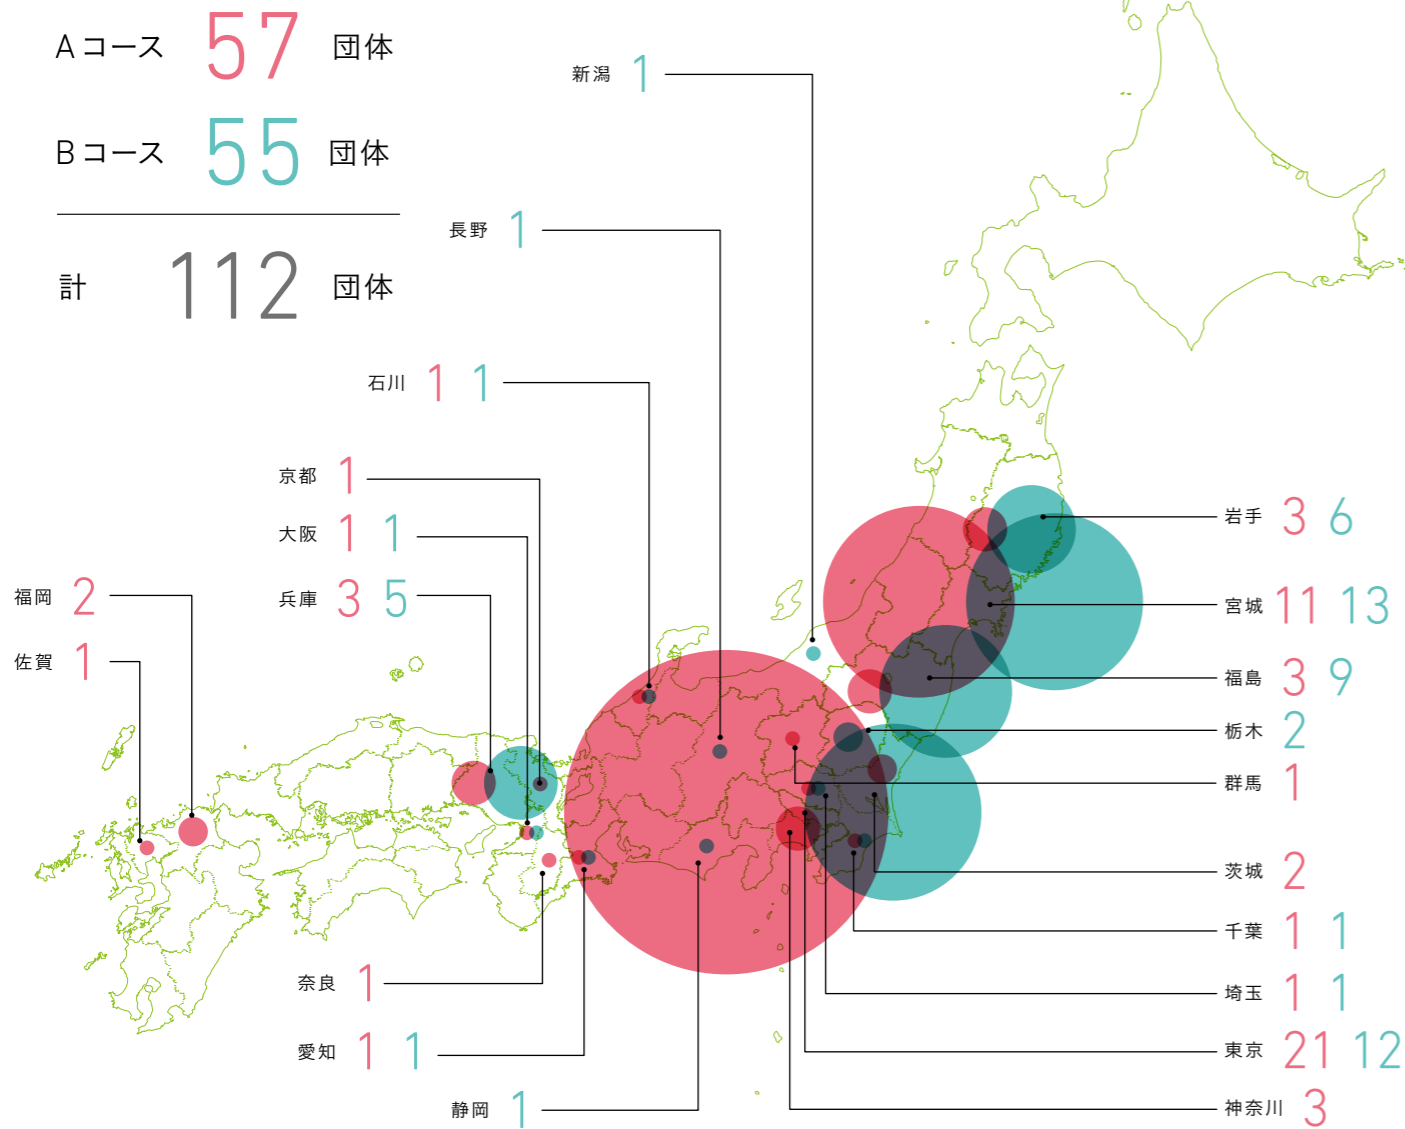 Aコース 57 団体
Bコース 55 団体
計 112 団体
新潟 1
長野 1
石川 1 1
京都 1
大阪 1 1
兵庫 3 5
福岡 2
佐賀 1
奈良 1
愛知 1 1
静岡 1
岩手 3 6
宮城 11 13
福島 3 9
栃木 2
群馬 1
茨城 2
千葉 1 1
埼玉 1 1
東京 21 12
神奈川 3